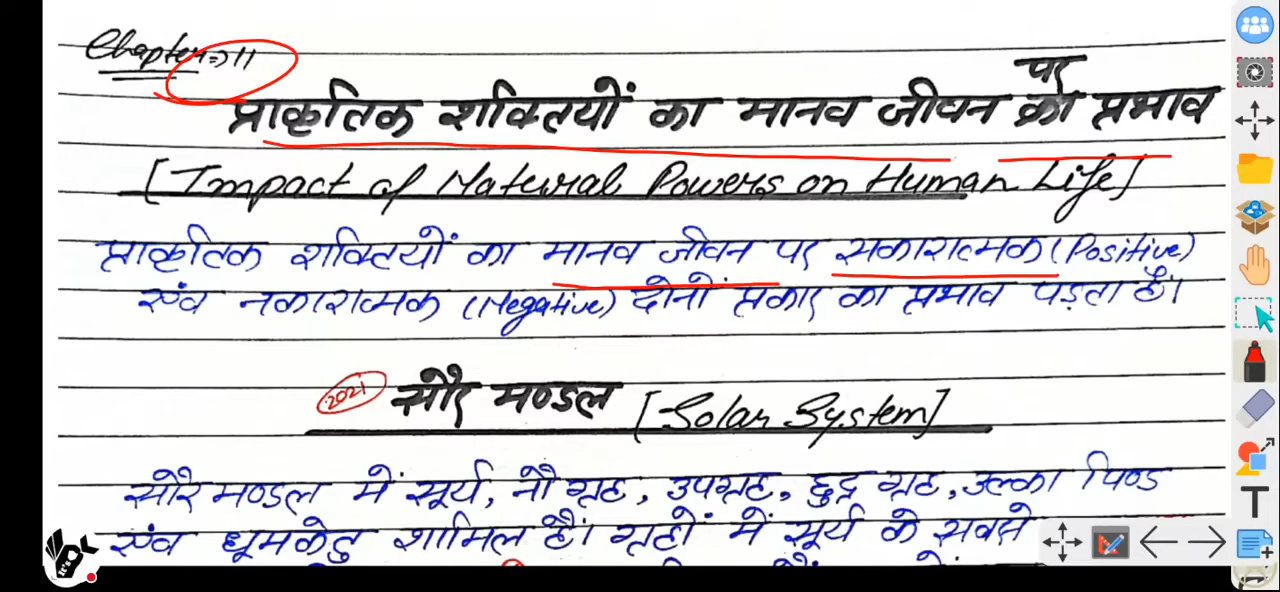 Chapter⇒11
पर
प्राकृतिक शक्तियों का मानव जीवन को प्रभाव
[Impact of Natural Powers on Human Life]
प्राकृतिक शक्तियों का मानव जीवन पर सकारात्मक (Positive)
एंव नकारात्मक (Negative) दोनों प्रकार का प्रभाव पड़ता है।
2021 सौर मण्डल [Solar System]
सौर मण्डल में सूर्य, नौ ग्रह, उपग्रह, छुद्र ग्रह, उल्का पिण्ड
एंव धूमकेतु शामिल है। ग्रहों में सूर्य के सबसे
It's
T